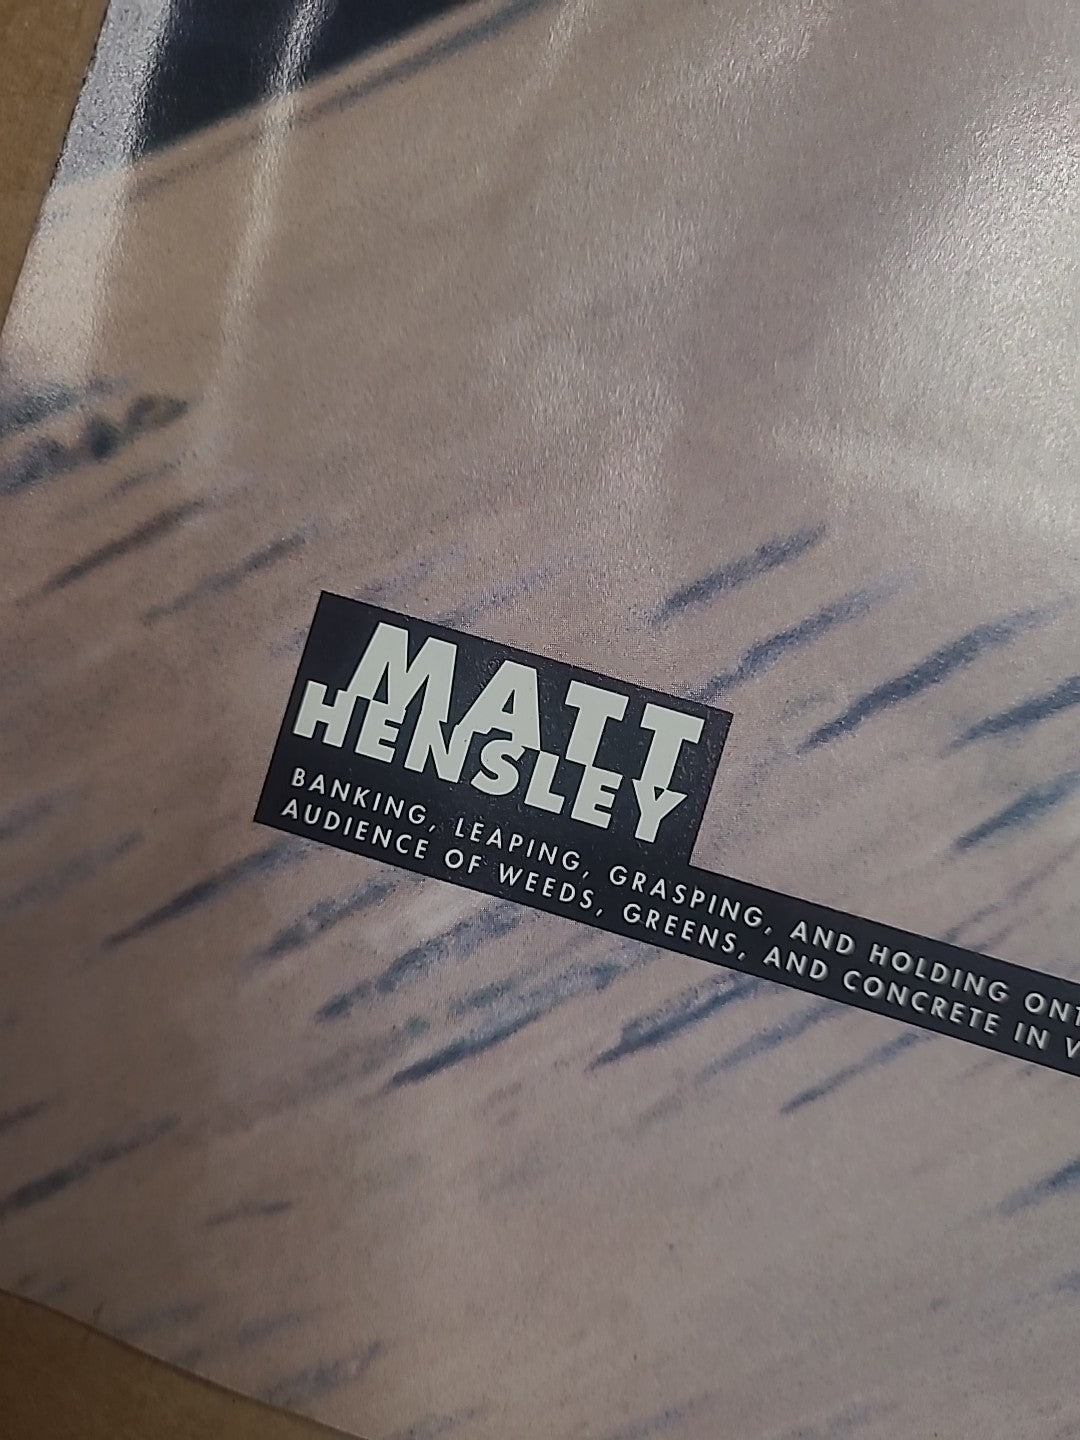 MATT
HENSLEY
BANKING, LEAPING, GRASPING, AND HOLDING
AUDIENCE OF WEEDS, GREENS, AND CONCRETE IN